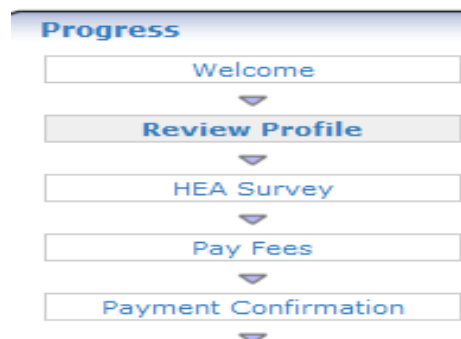 Progress
Welcome
Review Profile
HEA Survey
Pay Fees
Payment Confirmation